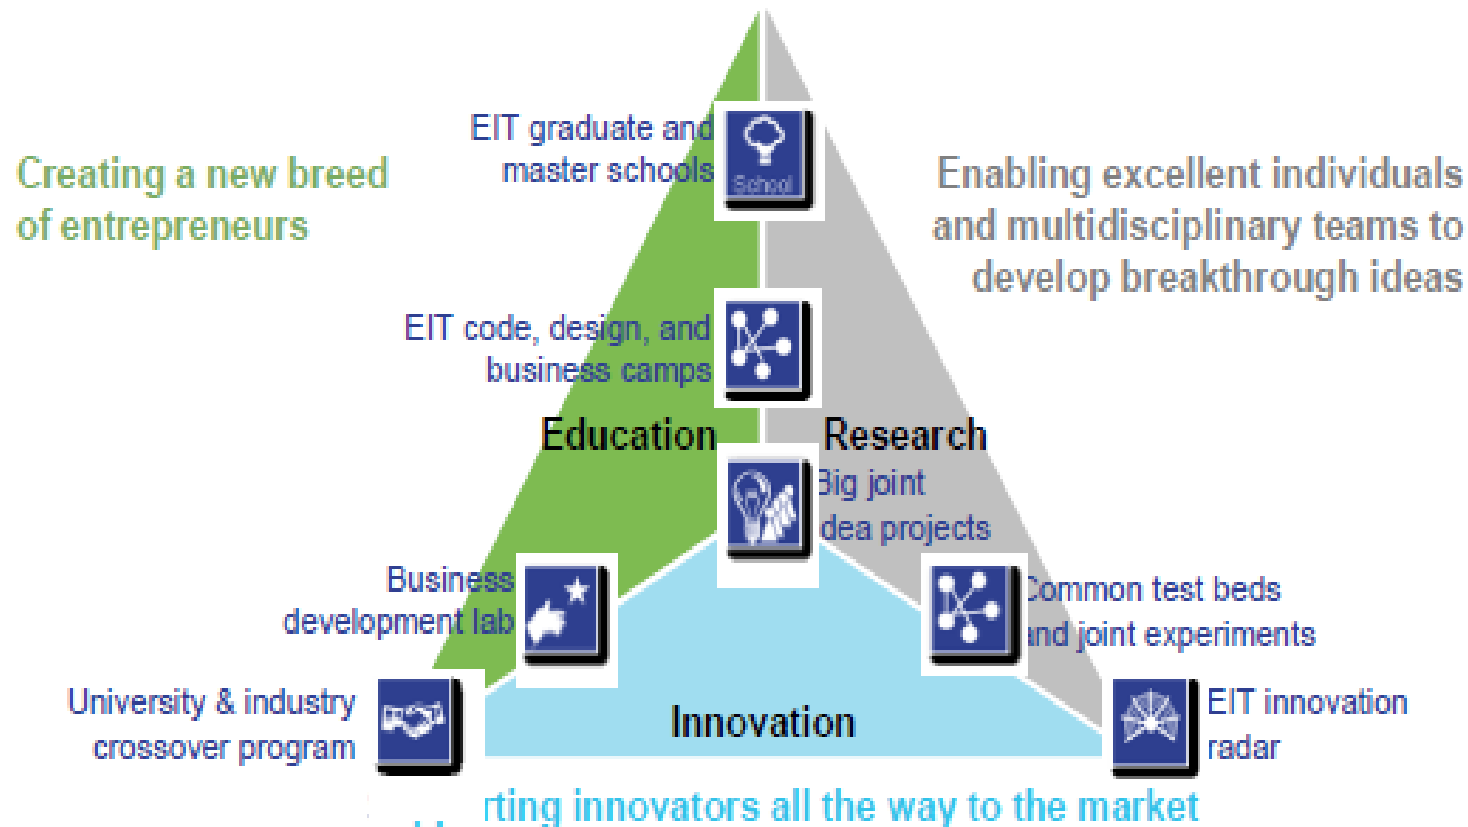 EIT graduate and
master schools
School
Creating a new breed
of entrepreneurs
Enabling excellent individuals
and multidisciplinary teams to
develop breakthrough ideas
EIT code, design, and
business camps
Education
Research
Big joint
idea projects
Business
development lab
Common test beds
and joint experiments
University & industry
crossover program
Innovation
EIT innovation
radar
rting innovators all the way to the market